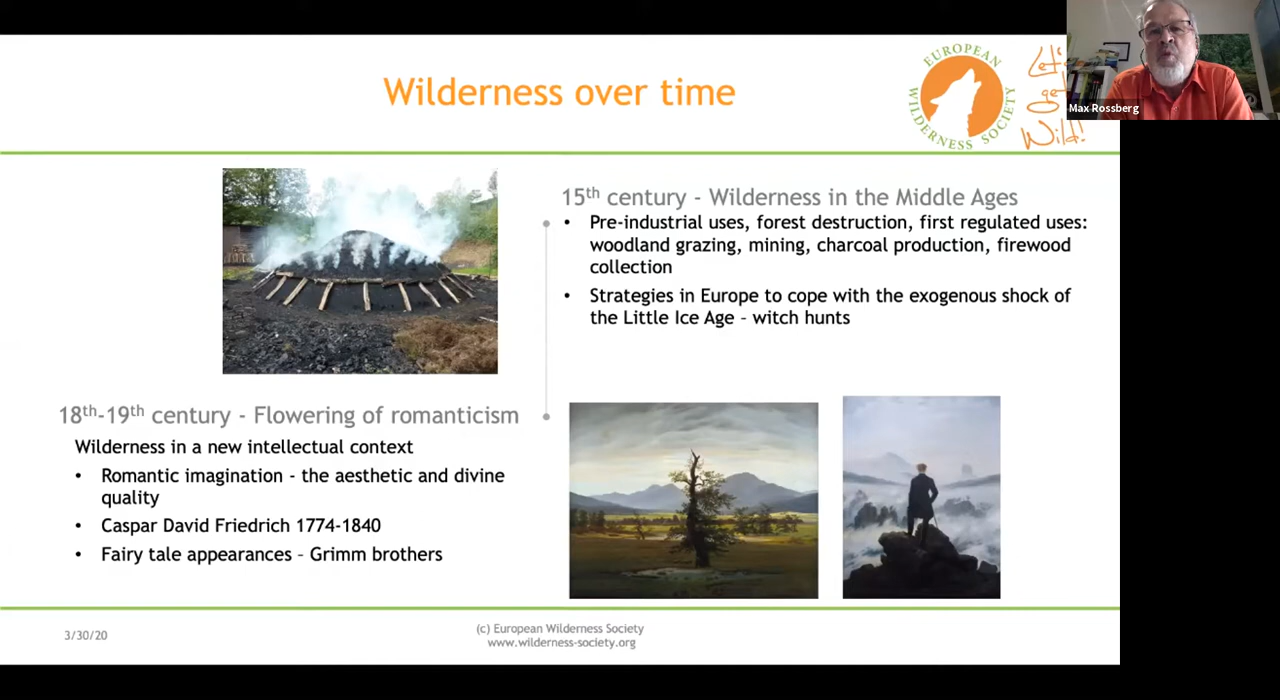 Wilderness over time
EUROPEAN
WILDERNESS SOCIETY
Let's
get
Wild!
Max Rossberg
15th century - Wilderness in the Middle Ages
• Pre-industrial uses, forest destruction, first regulated uses:
woodland grazing, mining, charcoal production, firewood
collection
• Strategies in Europe to cope with the exogenous shock of
the Little Ice Age – witch hunts
18th-19th century - Flowering of romanticism
Wilderness in a new intellectual context
• Romantic imagination - the aesthetic and divine
quality
• Caspar David Friedrich 1774-1840
• Fairy tale appearances – Grimm brothers
3/30/20
(c) European Wilderness Society
www.wilderness-society.org